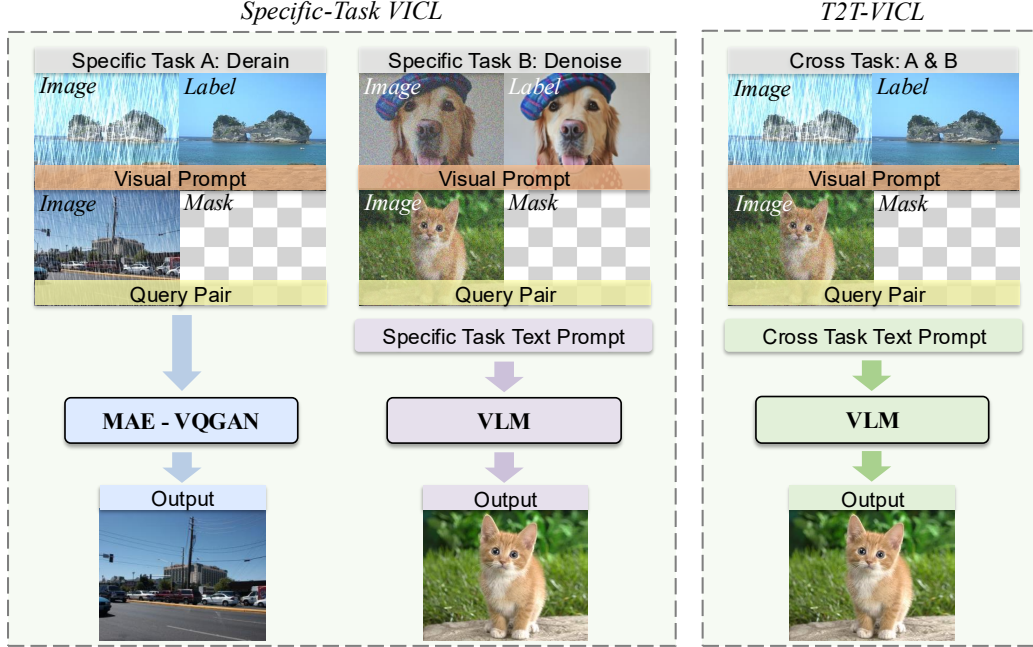 Specific-Task VICL
T2T-VICL
Specific Task A: Derain
Image
Label
Visual Prompt
Image
Mask
Query Pair
MAE - VQGAN
Output
Specific Task B: Denoise
Image
Label
Visual Prompt
Image
Mask
Query Pair
Specific Task Text Prompt
VLM
Output
Cross Task: A & B
Image
Label
Visual Prompt
Image
Mask
Query Pair
Cross Task Text Prompt
VLM
Output